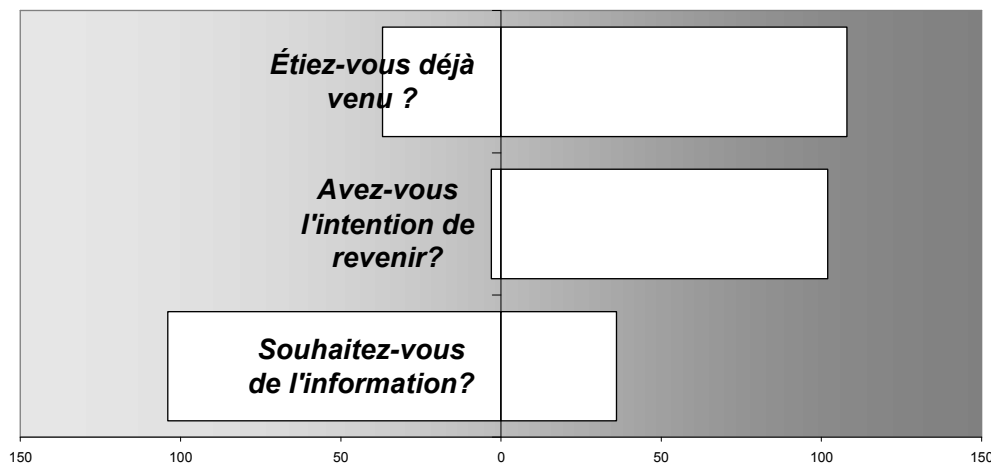 Étiez-vous déjà
venu ?
Avez-vous
l'intention de
revenir?
Souhaitez-vous
de l'information?
150 100 50 0 50 100 150